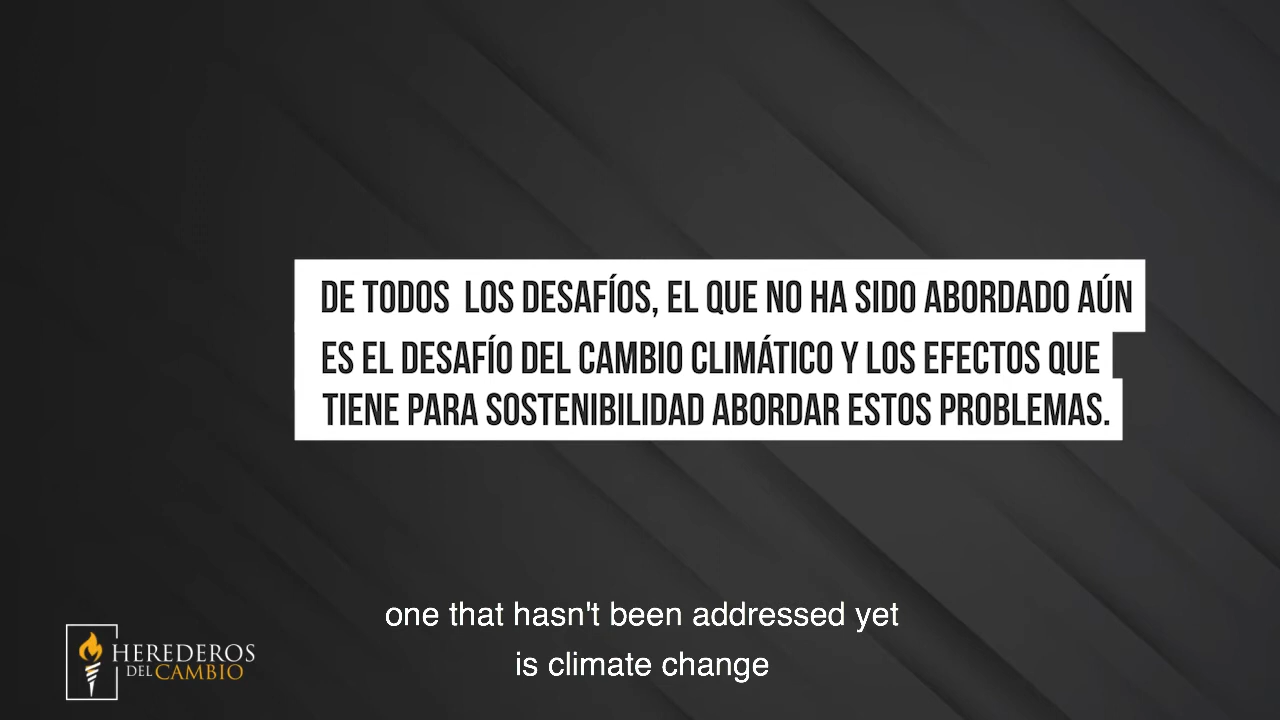 DE TODOS LOS DESAFÍOS, EL QUE NO HA SIDO ABORDADO AÚN
ES EL DESAFÍO DEL CAMBIO CLIMÁTICO Y LOS EFECTOS QUE
TIENE PARA SOSTENIBILIDAD ABORDAR ESTOS PROBLEMAS.
one that hasn't been addressed yet
is climate change
HEREDEROS
DEL CAMBIO